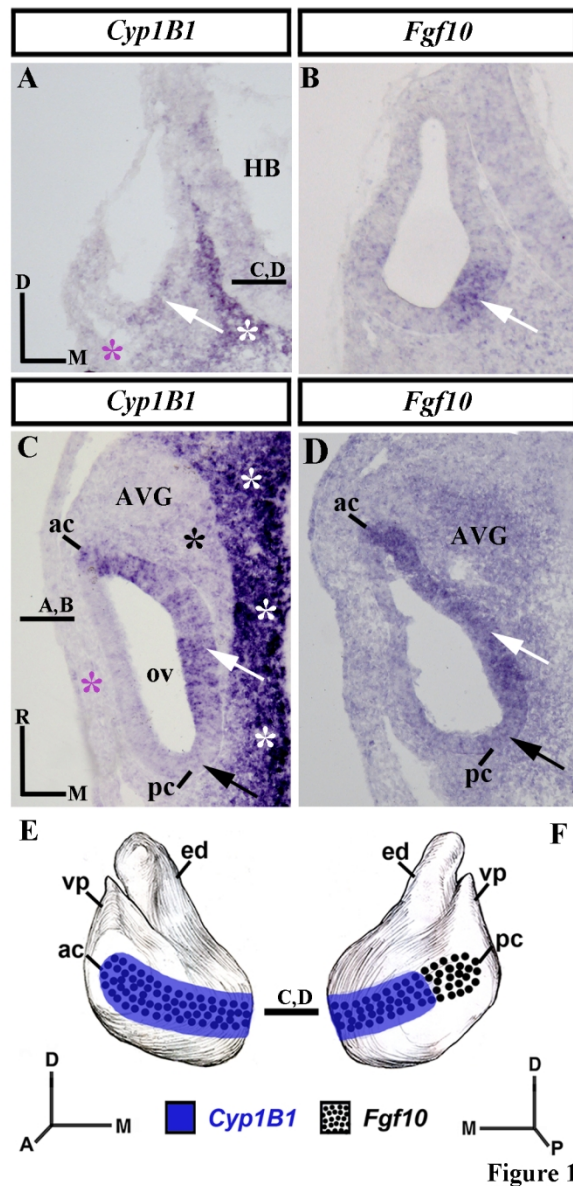 Cyp1B1 Fgf10
A B
HB
C,D
D
M
* *
Cyp1B1 Fgf10
C D
AVG AVG
ac ac
A,B
ov
R
M
pc pc
* * * * *
E F
ed ed
vp vp
ac pc
C,D
D D
A M M P
Cyp1B1 Fgf10
Figure 1